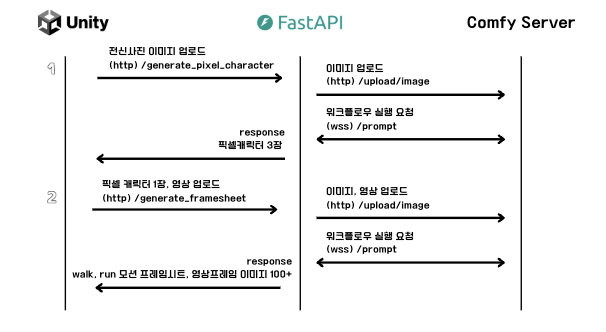 Unity
FastAPI
Comfy Server
1
전신사진 이미지 업로드
(http) /generate_pixel_character
이미지 업로드
(http) /upload/image
워크플로우 실행 요청
(wss) /prompt
response
픽셀캐릭터 3장
2
픽셀 캐릭터 1장, 영상 업로드
(http) /generate_framesheet
이미지, 영상 업로드
(http) /upload/image
워크플로우 실행 요청
(wss) /prompt
response
walk, run 모션 프레임시트, 영상프레임 이미지 100+